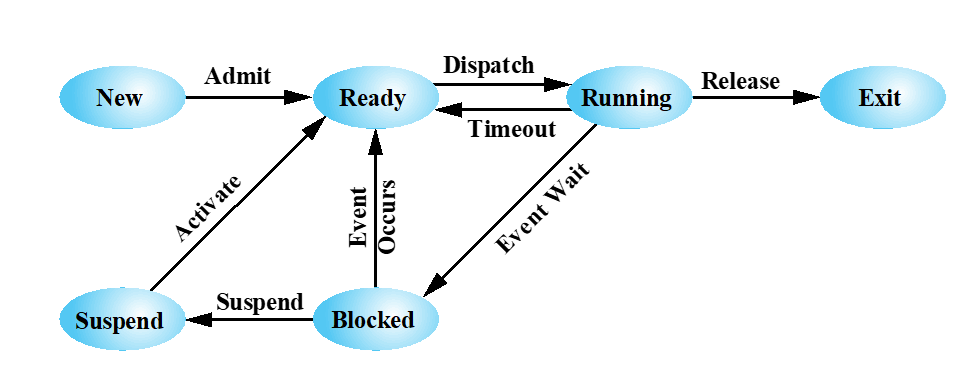 Admit
Dispatch
Release
New
Ready
Running
Exit
Timeout
Activate
Event
Occurs
Event Wait
Suspend
Suspend
Blocked